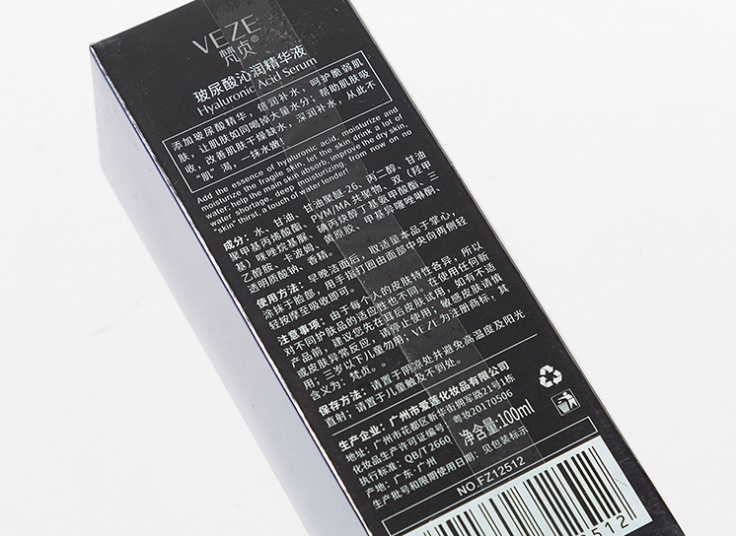 VEZE
梵贞®
玻尿酸沁润精华液
Hyaluronic Acid Serum
添加玻尿酸精华，倍润补水，呵护脆弱肌
肤，让肌肤如同喝掉大量水分；帮助肌肤吸
收，改善肌肤干燥缺水，深润补水，从此不
“肌”渴，一抹水嫩！
Add the essence of hyaluronic acid, moisturize and
moisturize the fragile skin, let the skin drink a lot of
water; help the main skin absorb, improve the dry skin,
water shortage, deep moisturizing, from now on no
"skin" thirst, a touch of water tender!
成分：水、甘油、甘油聚醚-26、丙二醇、甘油
聚甲基丙烯酸酯、PVM/MA 共聚物、双（羟甲
基）咪唑烷基脲、碘丙炔醇丁基氨甲酸酯、三
乙醇胺、卡波姆、黄原胶、甲基异噻唑啉酮、
透明质酸钠、香精。
使用方法：早晚洁面后，取适量本品于掌心，
涂抹于脸部，用手指打圈由面部中央向两侧轻
轻按摩至吸收即可。
注意事项：由于每个人的皮肤特性各异，所以
对不同护肤品的适应性也不同。在使用任何新
产品前，建议您先在耳后皮肤试用，如有不适
或皮肤异常反应，请停止使用；敏感皮肤请慎
用；三岁以下儿童勿用；VEZE 为注册商标，其
含义为：梵贞。。
保存方法：请置于阴凉处并避免高温度及阳光
直射；请置于儿童触及不到处。
生产企业：广州市爱莲化妆品有限公司
地址：广州市花都区新华街拥军路21号1栋
化妆品生产许可证编号：粤妆20170506
执行标准：QB/T2660 净含量:100ml
产地：广东·广州
生产批号和限期使用日期：见包装标示
NO.FZ12512